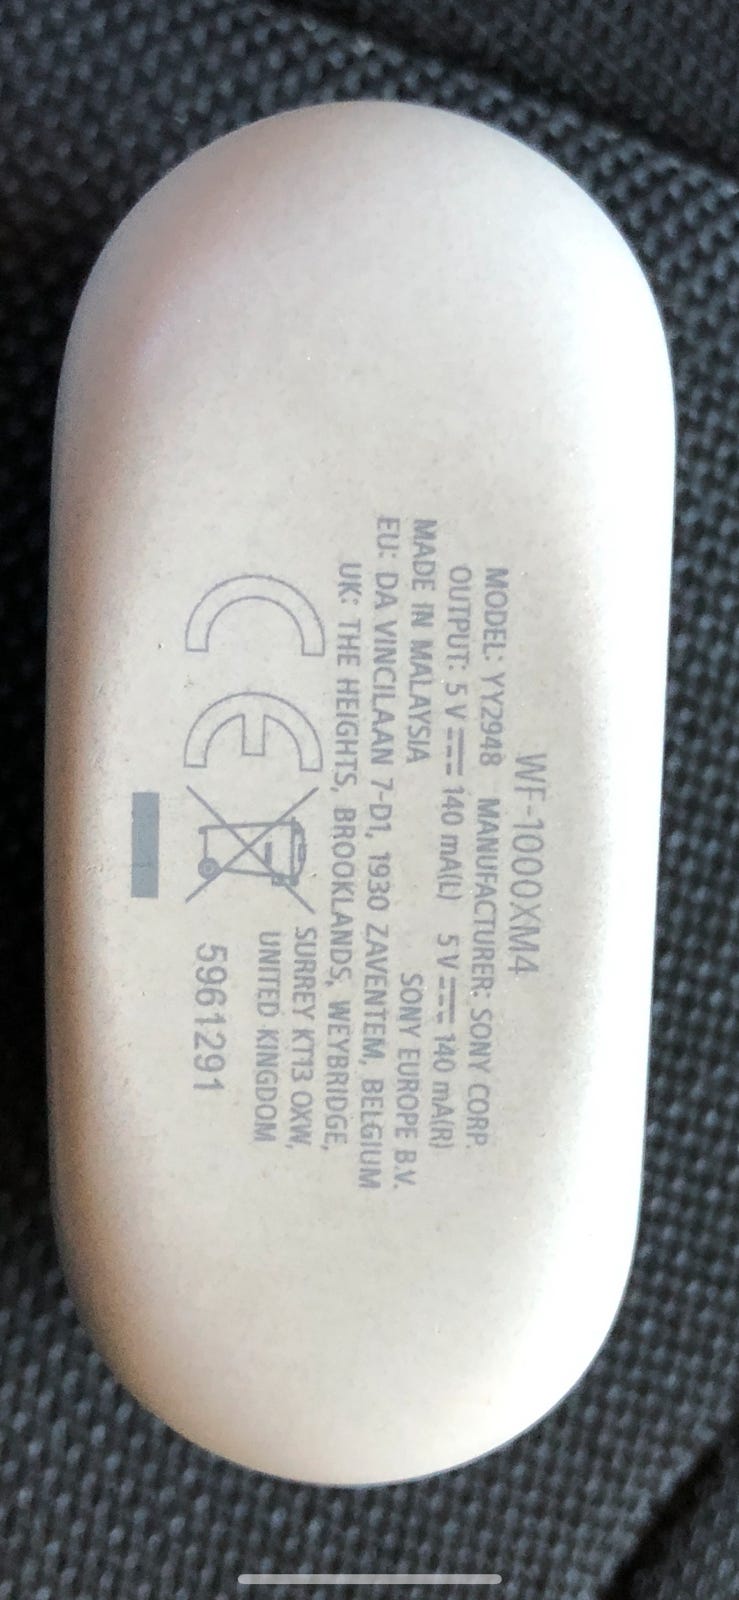 WF-1000XM4
MODEL: YY2948 MANUFACTURER: SONY CORP.
OUTPUT: 5 V 140 mA(L) 5 V 140 mA(R)
MADE IN MALAYSIA SONY EUROPE B.V.
EU: DA VINCILAAN 7-D1, 1930 ZAVENTEM, BELGIUM
UK: THE HEIGHTS, BROOKLANDS, WEYBRIDGE,
SURREY KT13 0XW,
UNITED KINGDOM
CE
5961291